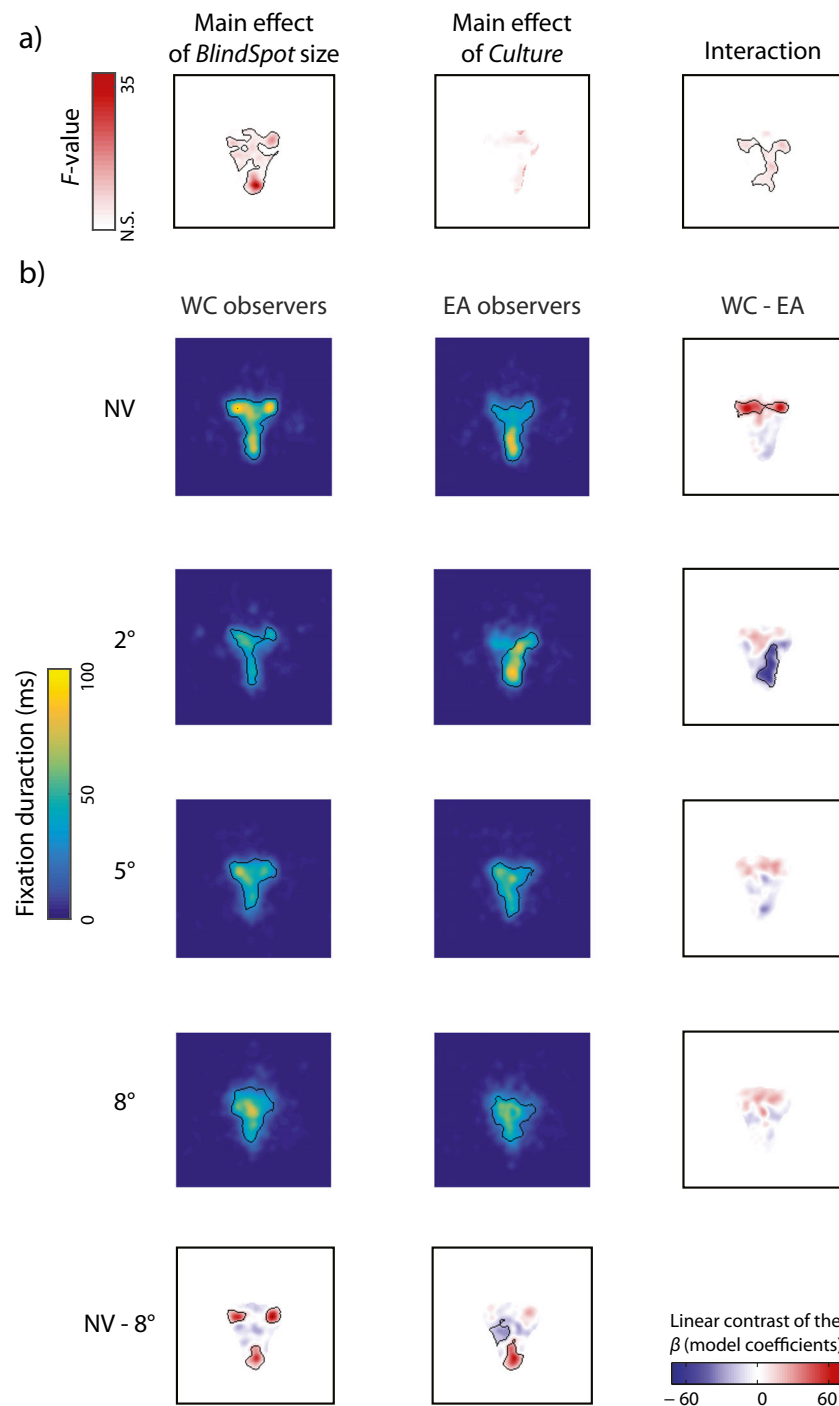 a)
Main effect
of BlindSpot size
Main effect
of Culture
Interaction
F-value
35
N.S.
b)
WC observers
EA observers
WC - EA
NV
2°
5°
8°
NV - 8°
Fixation duraction (ms)
100
50
0
Linear contrast of the
β (model coefficients)
− 60
0
60